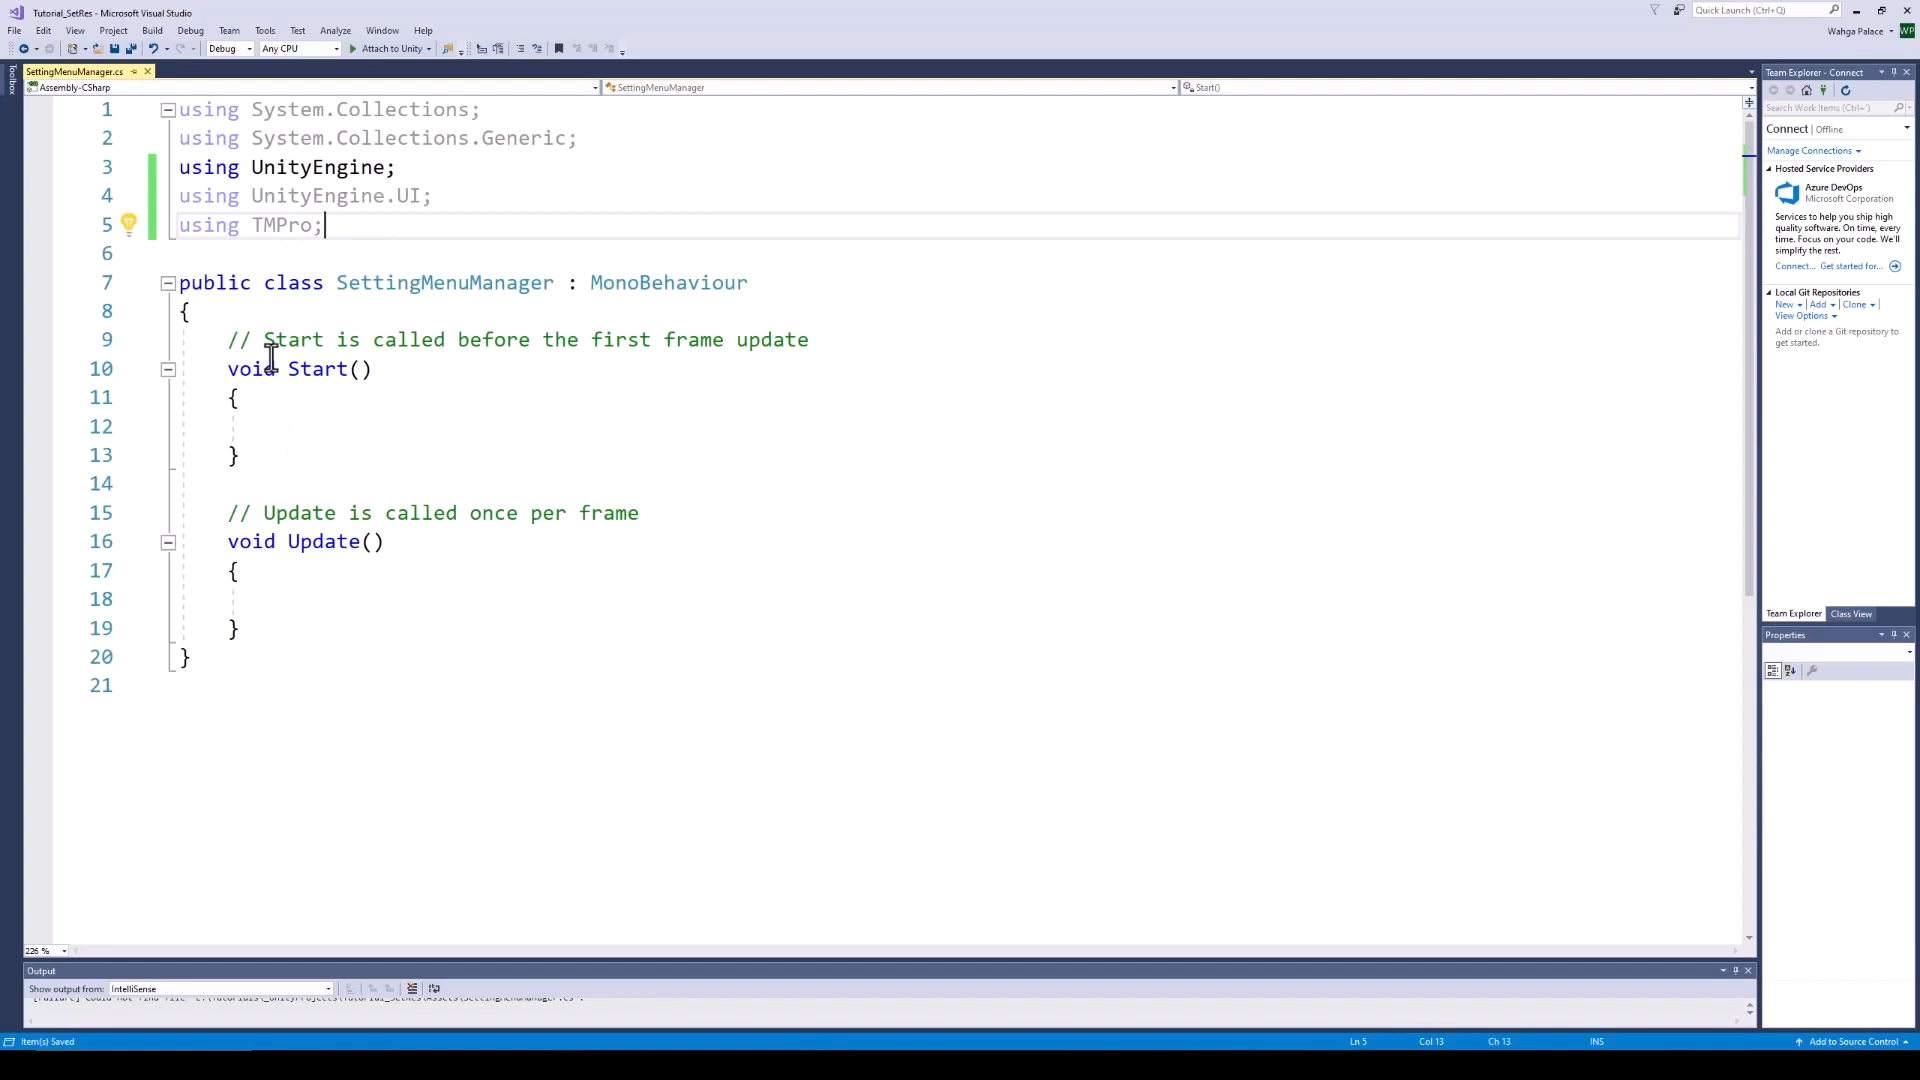 Tutorial_SetRes - Microsoft Visual Studio
Quick Launch (Ctrl+Q)
File Edit View Project Build Debug Team Tools Test Analyze Window Help
Wahga Palace
WP
Debug Any CPU Attach to Unity
Toolbox
SettingMenuManager.cs
Assembly-CSharp
SettingMenuManager
Start()
1 using System.Collections;
2 using System.Collections.Generic;
3 using UnityEngine;
4 using UnityEngine.UI;
5 using TMPro;
6
7 public class SettingMenuManager : MonoBehaviour
8 {
9 // Start is called before the first frame update
10 void Start()
11 {
12
13 }
14
15 // Update is called once per frame
16 void Update()
17 {
18
19 }
20 }
21
226 %
Team Explorer - Connect
Search Work Items (Ctrl+')
Connect | Offline
Manage Connections
Hosted Service Providers
Azure DevOps
Microsoft Corporation
Services to help you ship high
quality software. On time, every
time. Focus on your code. We'll
simplify the rest.
Connect... Get started for...
Local Git Repositories
New | Add | Clone |
View Options
Add or clone a Git repository to
get started.
Team Explorer Class View
Properties
Output
Show output from: IntelliSense
Item(s) Saved
Ln 5 Col 13 Ch 13 INS
Add to Source Control